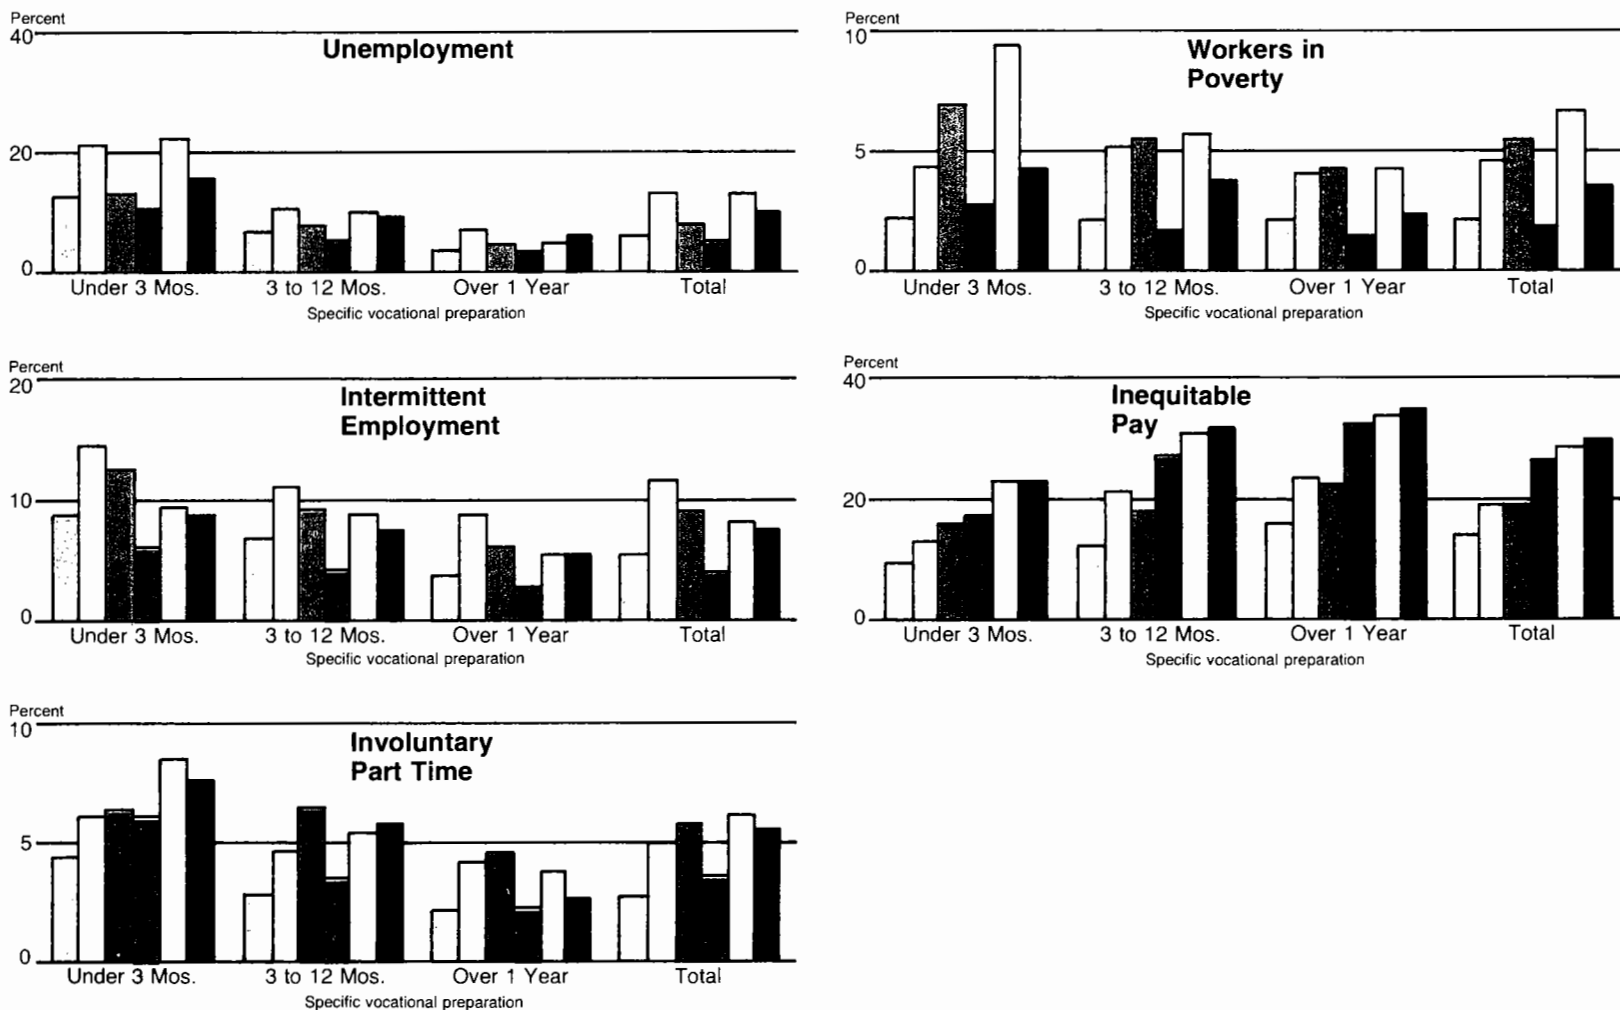 Percent
40
Unemployment
20
0
Under 3 Mos.
3 to 12 Mos.
Over 1 Year
Total
Specific vocational preparation
Percent
10
Workers in
Poverty
5
0
Under 3 Mos.
3 to 12 Mos.
Over 1 Year
Total
Specific vocational preparation
Percent
20
Intermittent
Employment
10
0
Under 3 Mos.
3 to 12 Mos.
Over 1 Year
Total
Specific vocational preparation
Percent
40
Inequitable
Pay
20
0
Under 3 Mos.
3 to 12 Mos.
Over 1 Year
Total
Specific vocational preparation
Percent
10
Involuntary
Part Time
5
0
Under 3 Mos.
3 to 12 Mos.
Over 1 Year
Total
Specific vocational preparation